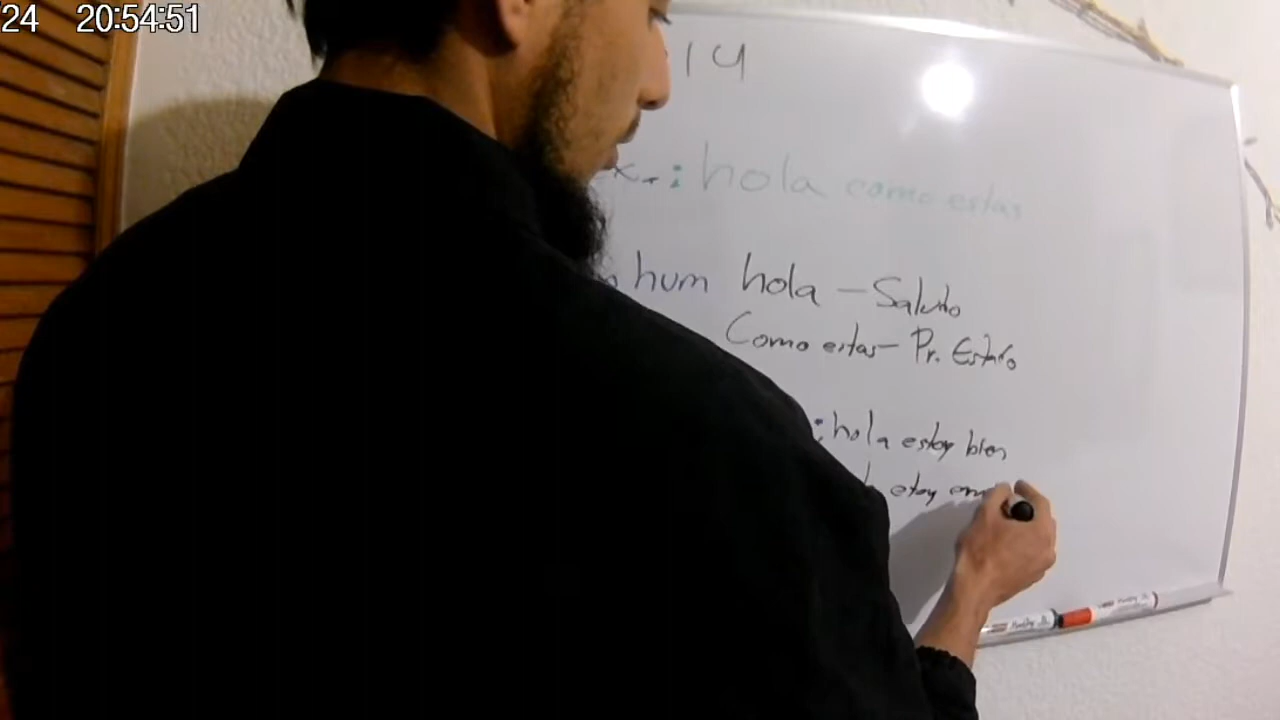 24 20:54:51
14
x.: hola como estas
hum hola - Saludo
Como estas - Pr. Estado
: hola estoy bien
estoy